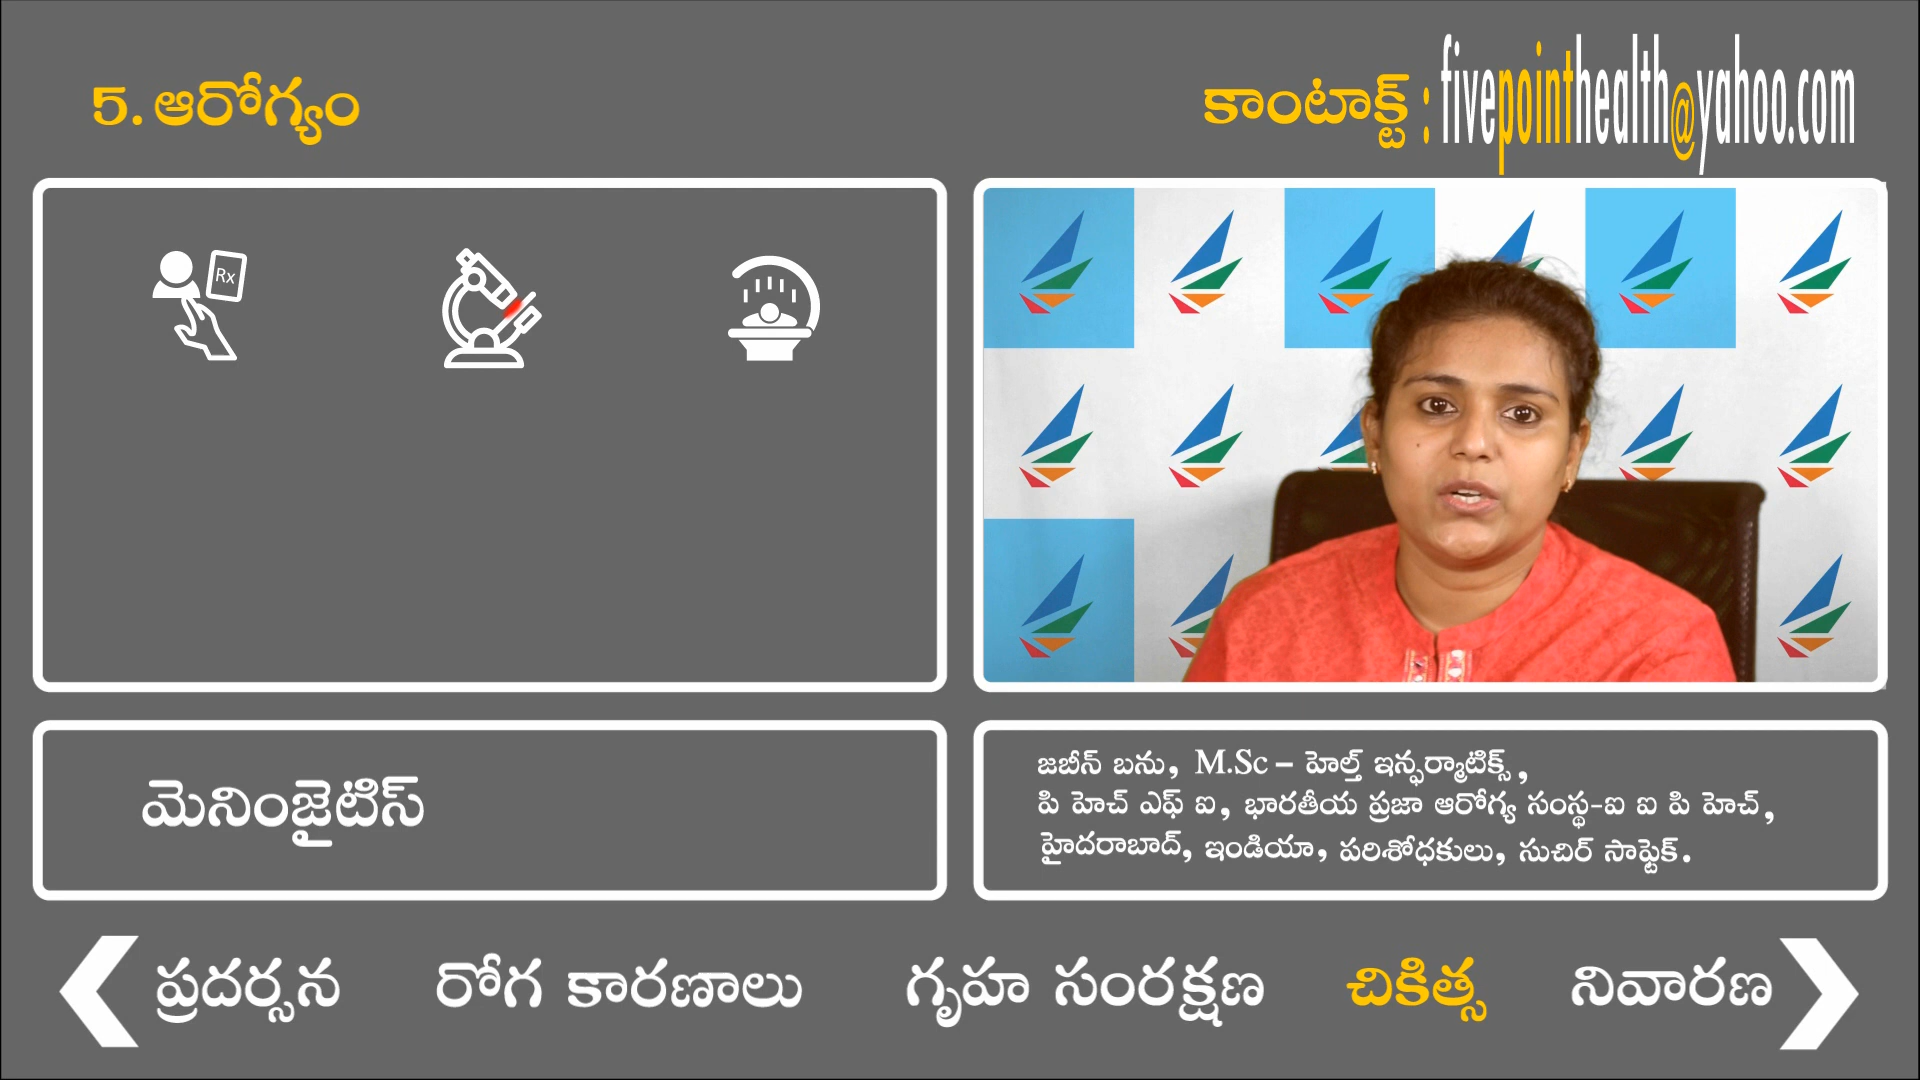 5. ఆరోగ్యం
కాంటాక్ట్ : fivepointhealth@yahoo.com
Rx
మెనింజైటిస్
జబీన్ బను, M.Sc – హెల్త్ ఇన్ఫర్మాటిక్స్,
పి హెచ్ ఎఫ్ ఐ, భారతీయ ప్రజా ఆరోగ్య సంస్థ-ఐ ఐ పి హెచ్,
హైదరాబాద్, ఇండియా, పరిశోధకులు, సుచిర్ సాఫ్టెక్.
ప్రదర్సన రోగ కారణాలు గృహ సంరక్షణ చికిత్స నివారణ